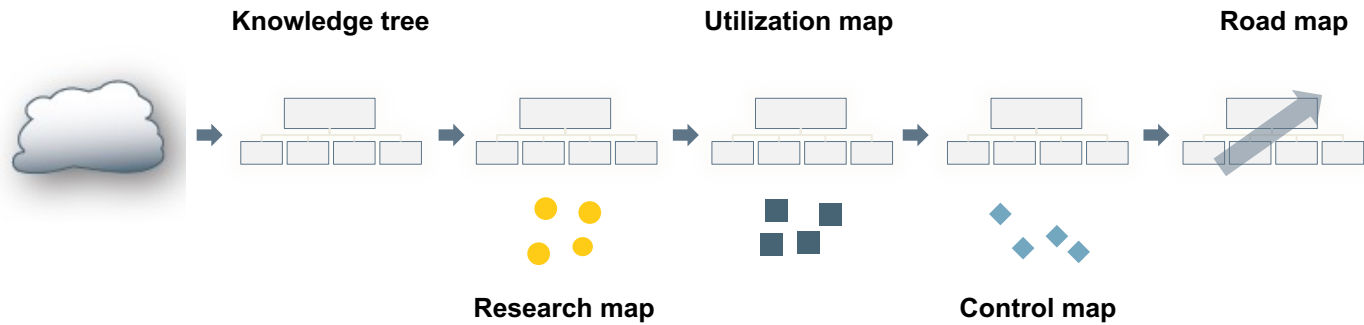 Knowledge tree
Utilization map
Road map
Research map
Control map